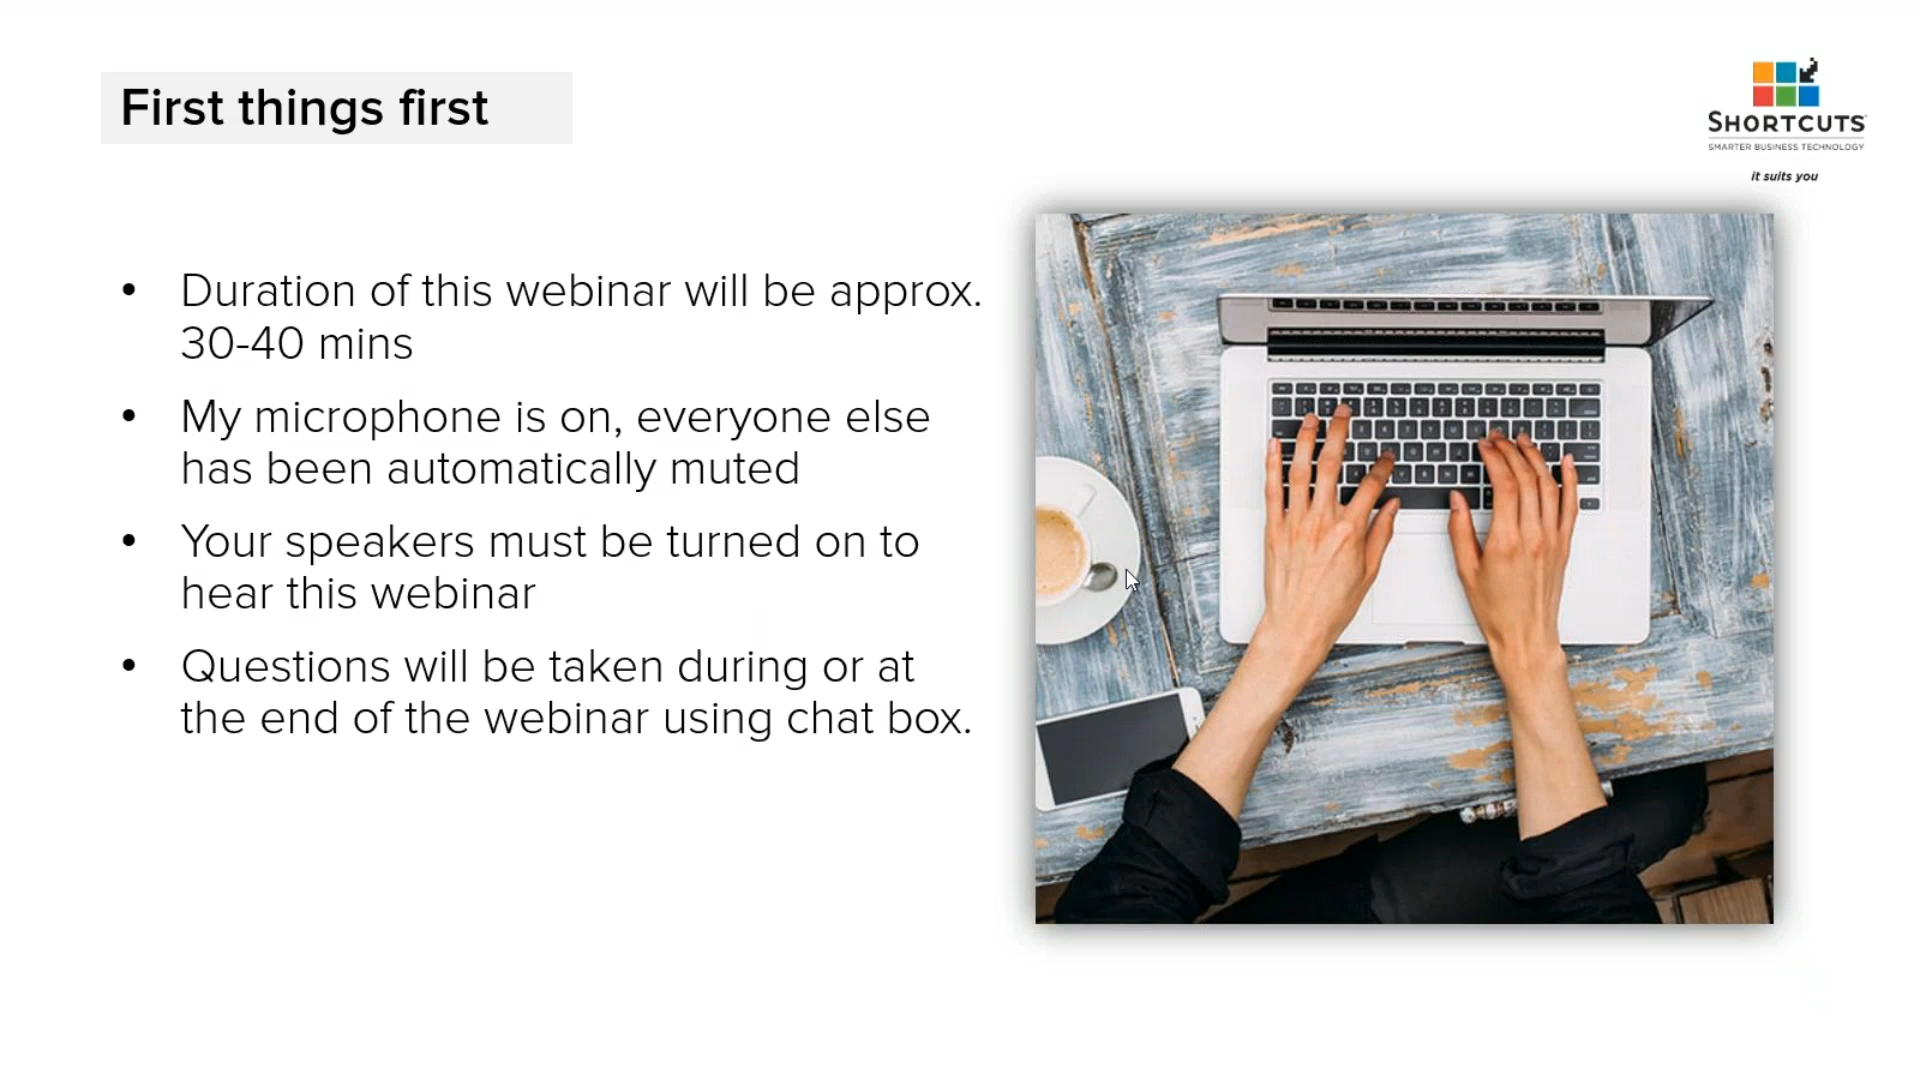 First things first
SHORTCUTS
SMARTER BUSINESS TECHNOLOGY
it suits you
• Duration of this webinar will be approx.
30-40 mins
• My microphone is on, everyone else
has been automatically muted
• Your speakers must be turned on to
hear this webinar
• Questions will be taken during or at
the end of the webinar using chat box.